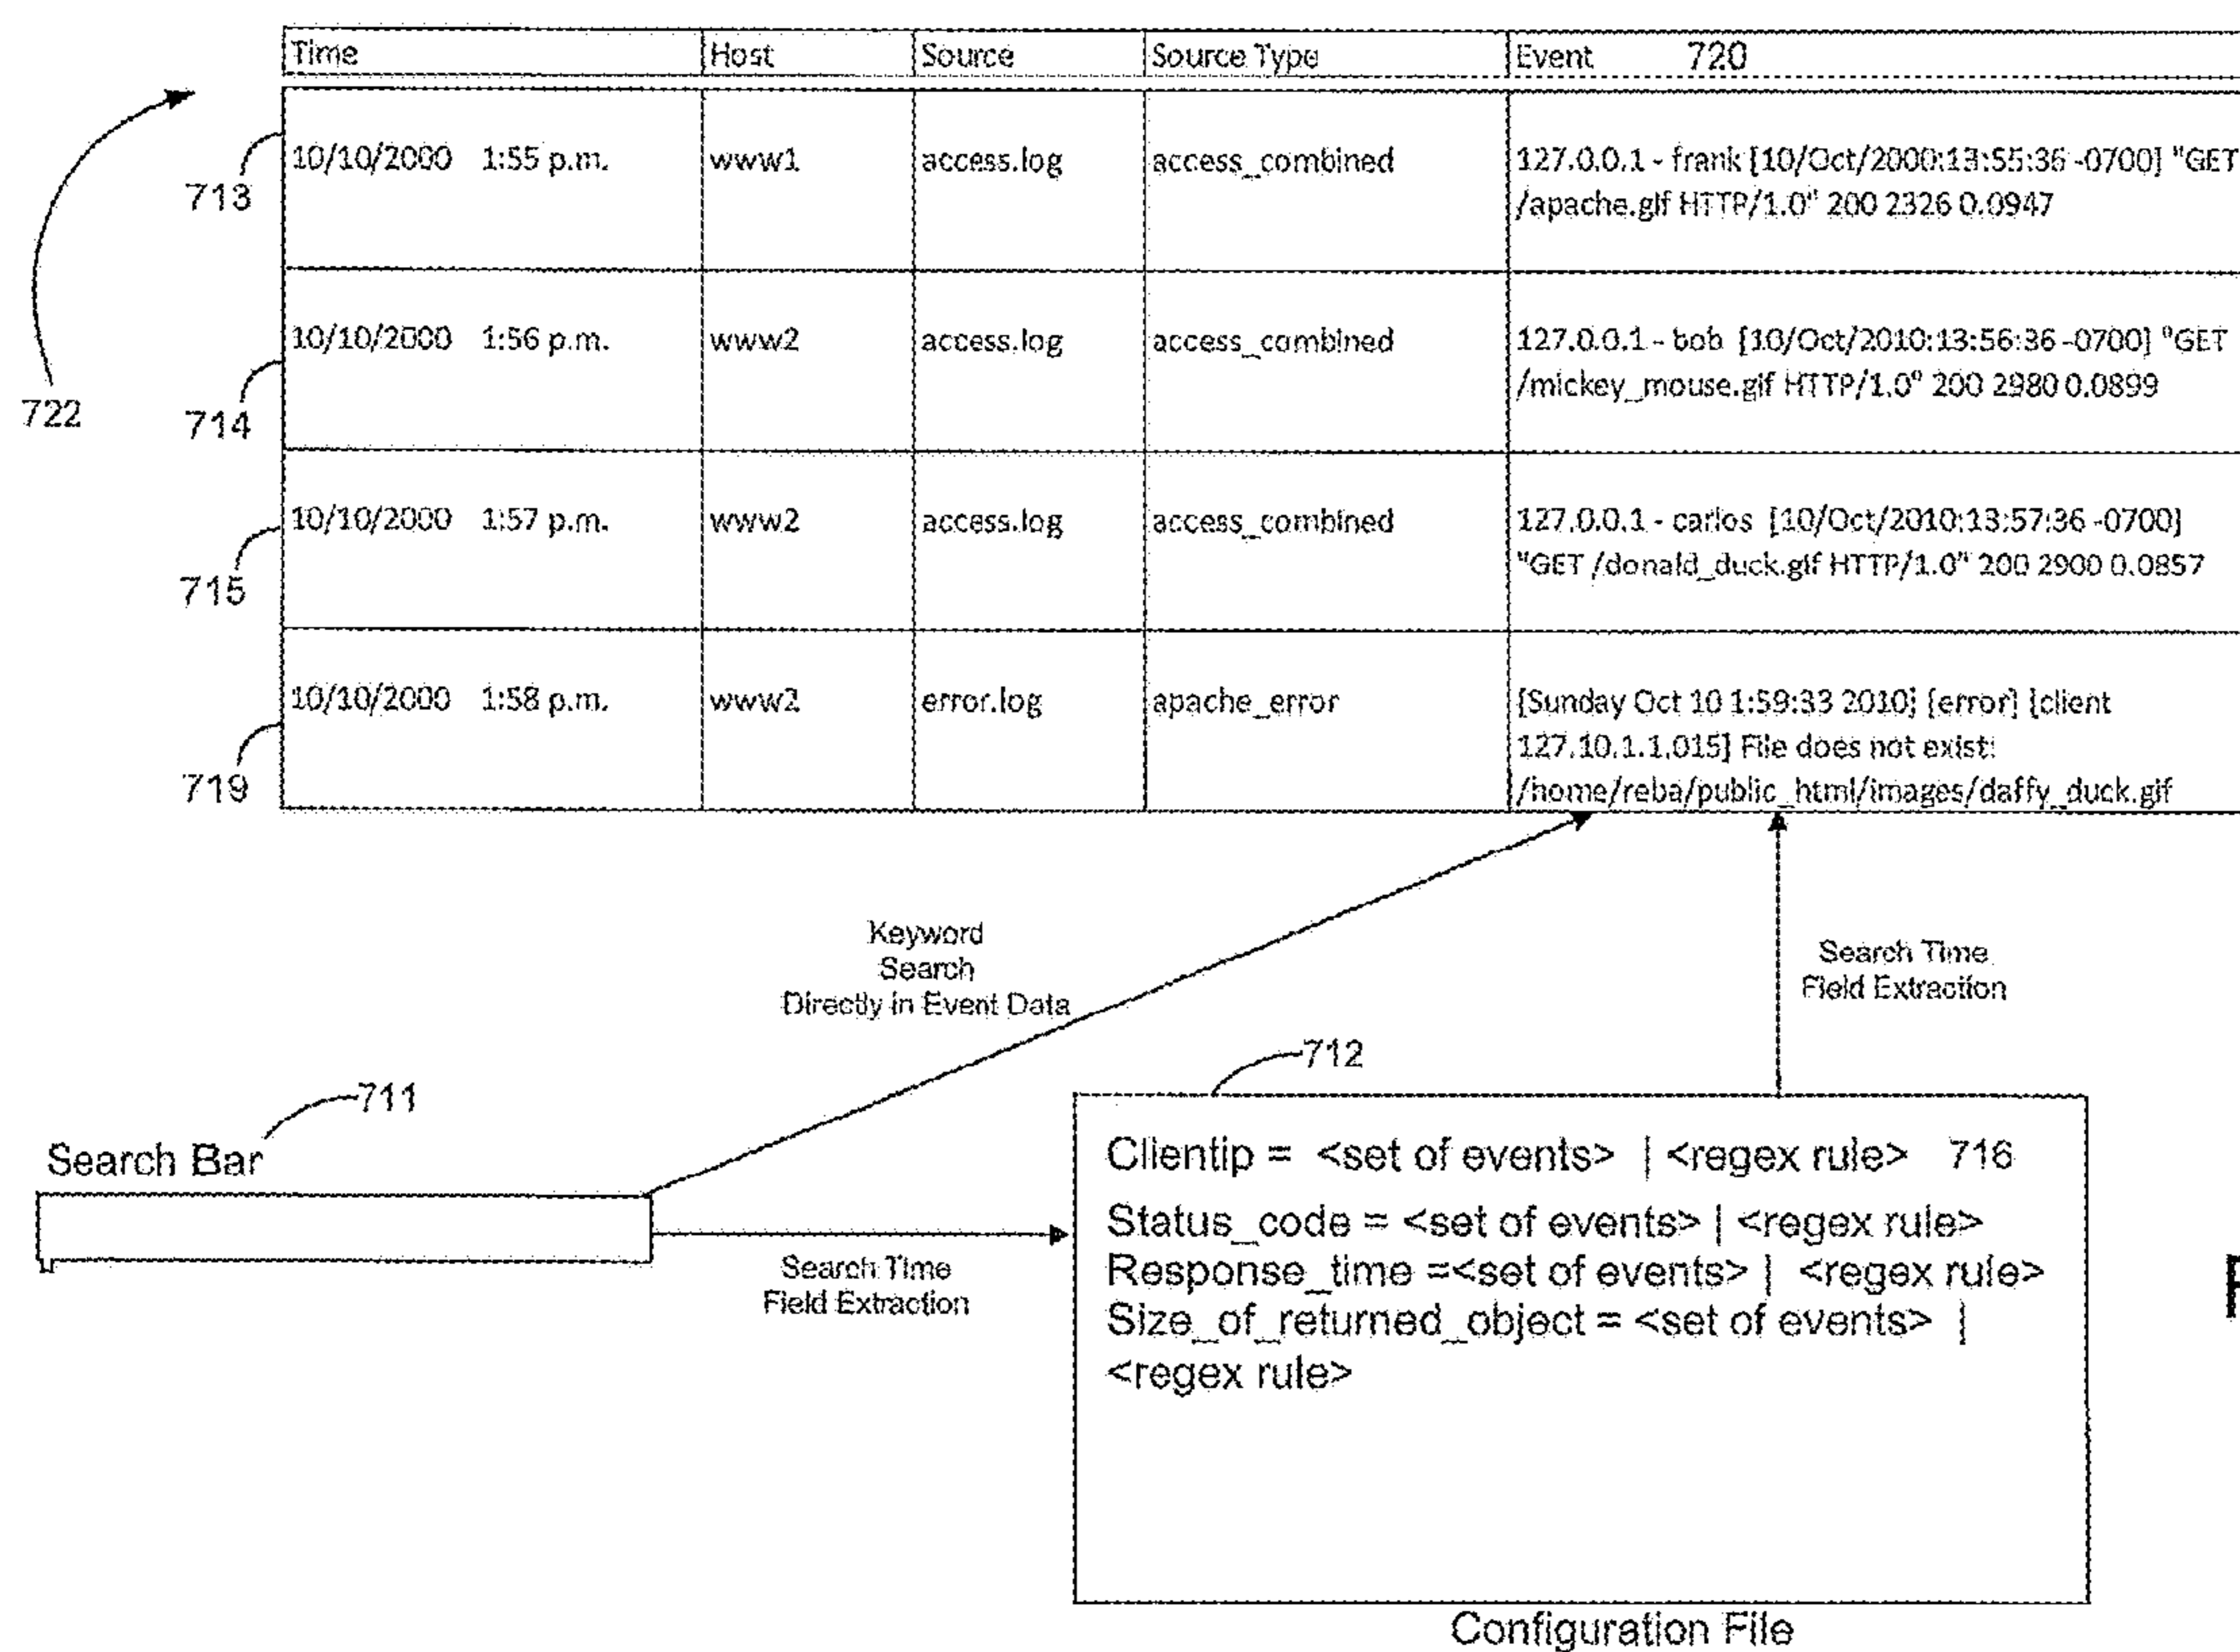 Time Host Source Source Type Event 720
713
10/10/2000 1:55 p.m. www1 access.log access_combined 127.0.0.1 - frank [10/Oct/2000:13:55:36 -0700] "GET
/apache.gif HTTP/1.0" 200 2326 0.0947
722
714
10/10/2000 1:56 p.m. www2 access.log access_combined 127.0.0.1 - bob [10/Oct/2010:13:56:36 -0700] "GET
/mickey_mouse.gif HTTP/1.0" 200 2980 0.0899
715
10/10/2000 1:57 p.m. www2 access.log access_combined 127.0.0.1 - carlos [10/Oct/2010:13:57:36 -0700]
"GET /donald_duck.gif HTTP/1.0" 200 2900 0.0857
719
10/10/2000 1:58 p.m. www2 error.log apache_error [Sunday Oct 10 1:59:33 2010] [error] [client
127.10.1.1.015] File does not exist:
/home/reba/public_html/images/daffy_duck.gif
Keyword
Search
Directly in Event Data
Search Time
Field Extraction
711
Search Bar
Search Time
Field Extraction
712
Clientip = <set of events> | <regex rule> 716
Status_code = <set of events> | <regex rule>
Response_time =<set of events> | <regex rule>
Size_of_returned_object = <set of events> |
<regex rule>
Configuration File